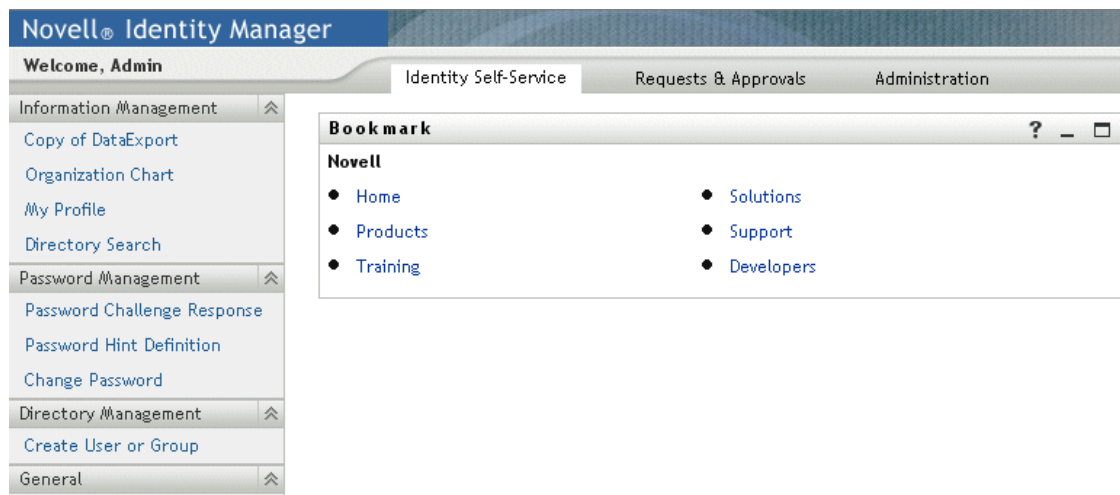 Novell® Identity Manager
Welcome, Admin
Identity Self-Service
Requests & Approvals
Administration
Information Management
Copy of DataExport
Organization Chart
My Profile
Directory Search
Password Management
Password Challenge Response
Password Hint Definition
Change Password
Directory Management
Create User or Group
General
Bookmark
?
Novell
• Home
• Solutions
• Products
• Support
• Training
• Developers